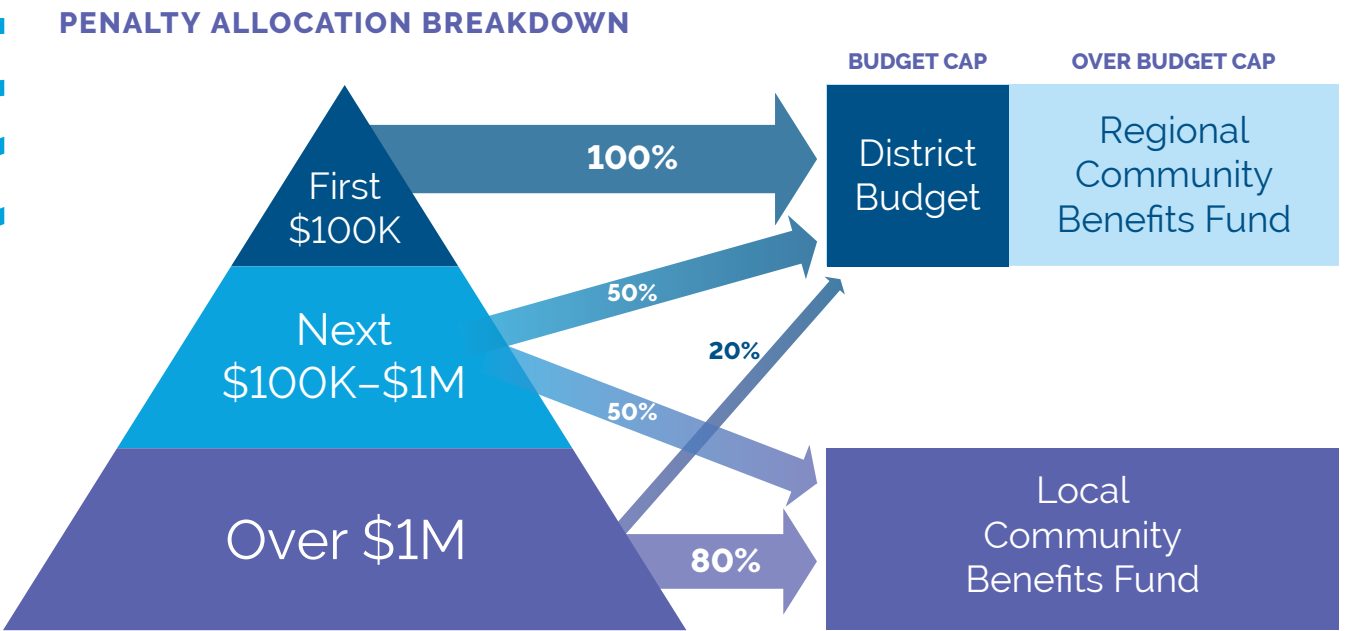 PENALTY ALLOCATION BREAKDOWN
BUDGET CAP
OVER BUDGET CAP
First
$100K
100%
District
Budget
Regional
Community
Benefits Fund
Next
$100K–$1M
50%
20%
50%
Over $1M
80%
Local
Community
Benefits Fund